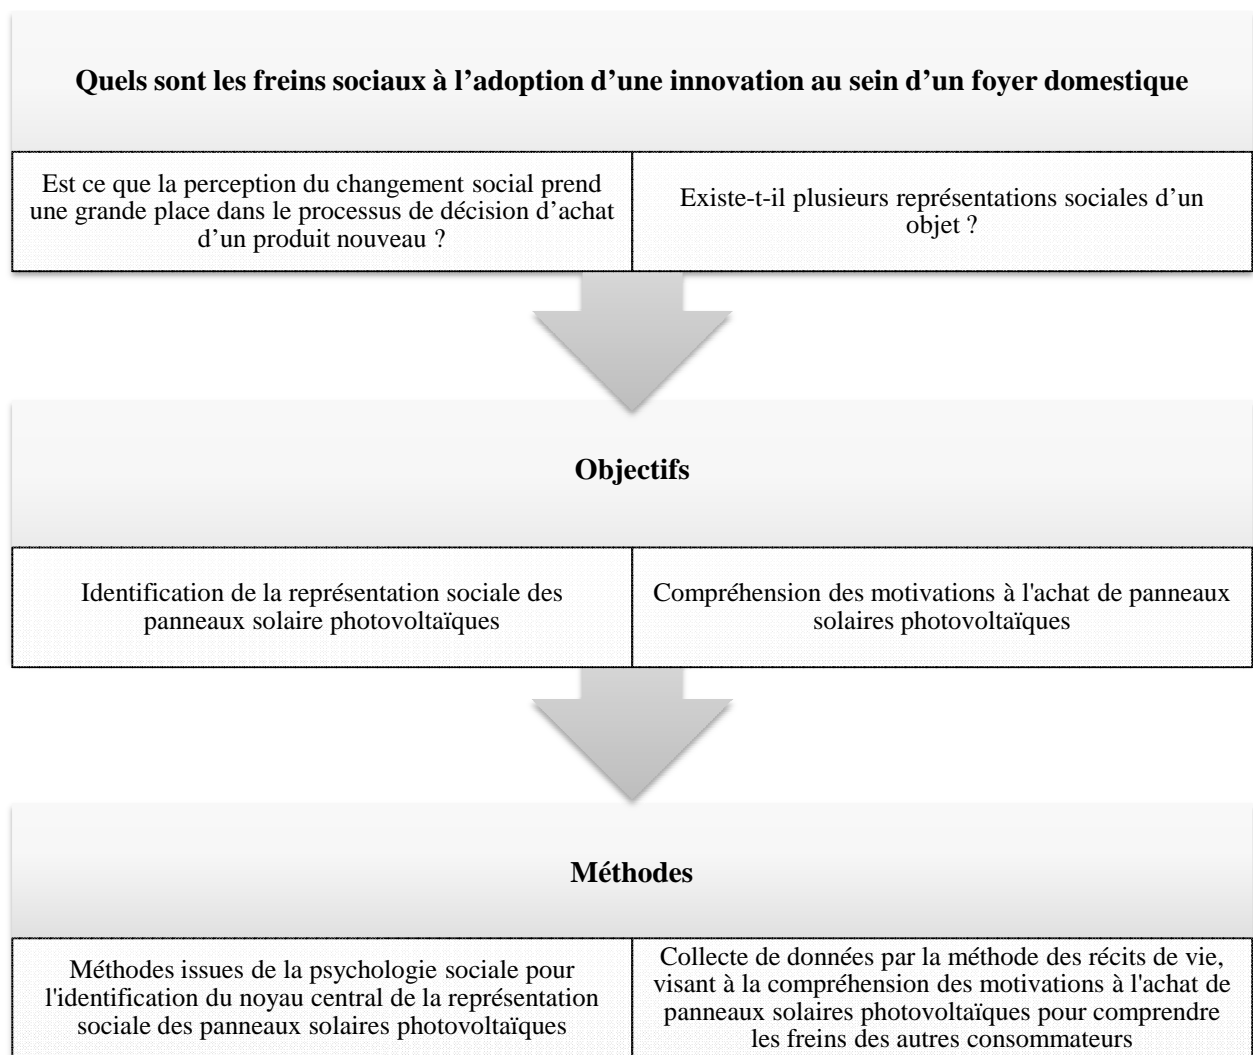 Quels sont les freins sociaux à l’adoption d’une innovation au sein d’un foyer domestique
Est ce que la perception du changement social prend
une grande place dans le processus de décision d’achat
d’un produit nouveau ?
Existe-t-il plusieurs représentations sociales d’un
objet ?
Objectifs
Identification de la représentation sociale des
panneaux solaire photovoltaïques
Compréhension des motivations à l'achat de panneaux
solaires photovoltaïques
Méthodes
Méthodes issues de la psychologie sociale pour
l'identification du noyau central de la représentation
sociale des panneaux solaires photovoltaïques
Collecte de données par la méthode des récits de vie,
visant à la compréhension des motivations à l'achat de
panneaux solaires photovoltaïques pour comprendre
les freins des autres consommateurs